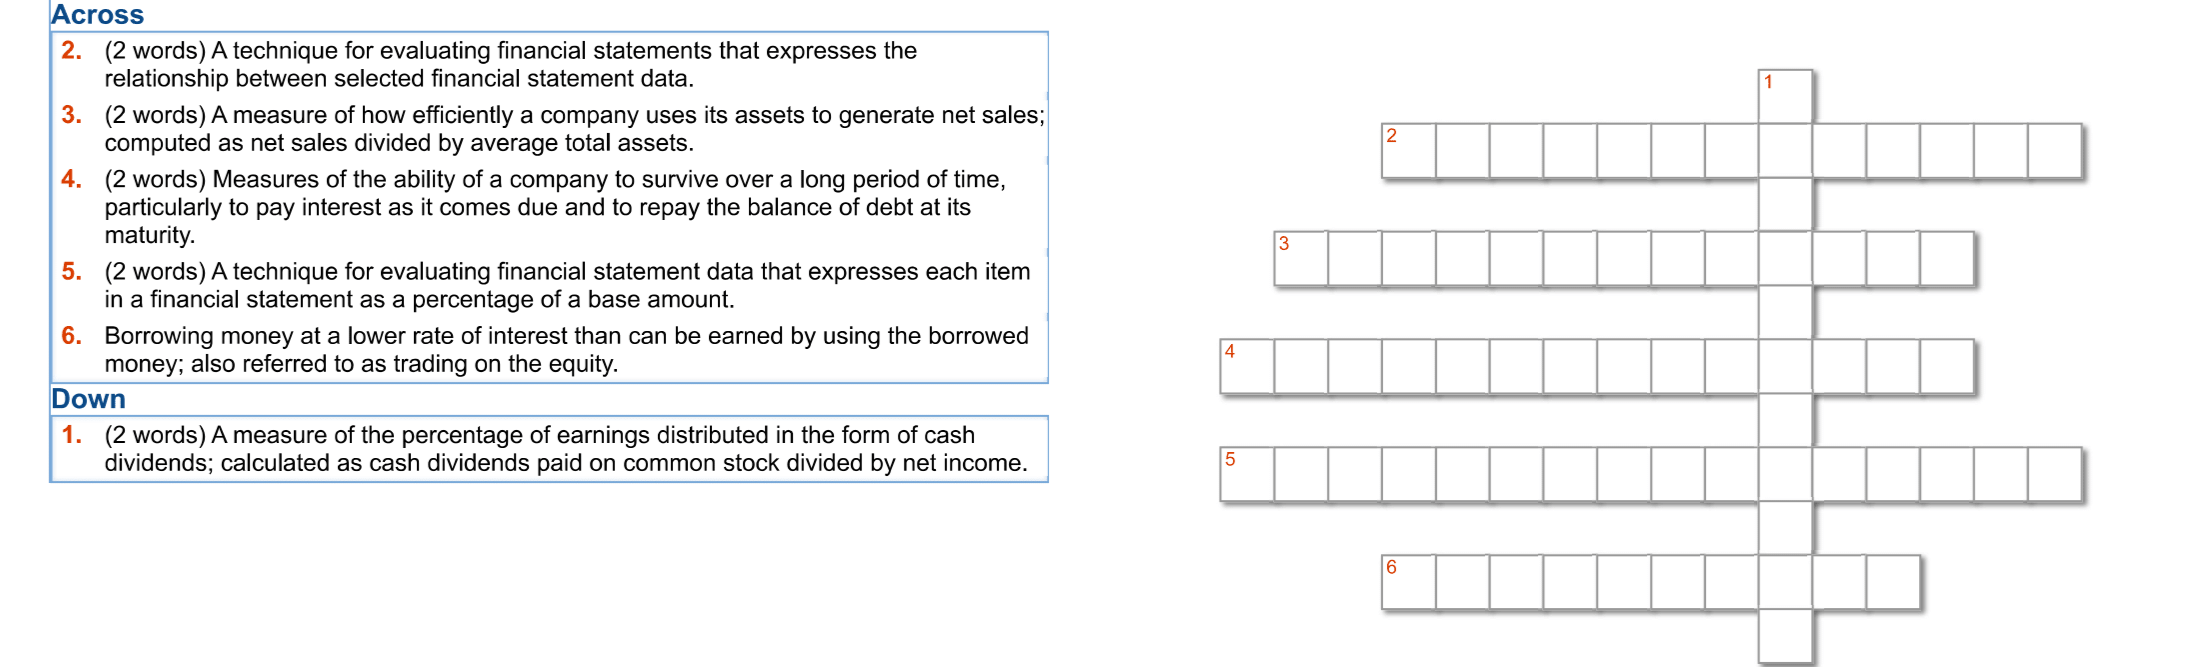 Across
2. (2 words) A technique for evaluating financial statements that expresses the
relationship between selected financial statement data.
3. (2 words) A measure of how efficiently a company uses its assets to generate net sales;
computed as net sales divided by average total assets.
4. (2 words) Measures of the ability of a company to survive over a long period of time,
particularly to pay interest as it comes due and to repay the balance of debt at its
maturity.
5. (2 words) A technique for evaluating financial statement data that expresses each item
in a financial statement as a percentage of a base amount.
6. Borrowing money at a lower rate of interest than can be earned by using the borrowed
money; also referred to as trading on the equity.
Down
1. (2 words) A measure of the percentage of earnings distributed in the form of cash
dividends; calculated as cash dividends paid on common stock divided by net income.
1
2
3
4
5
6